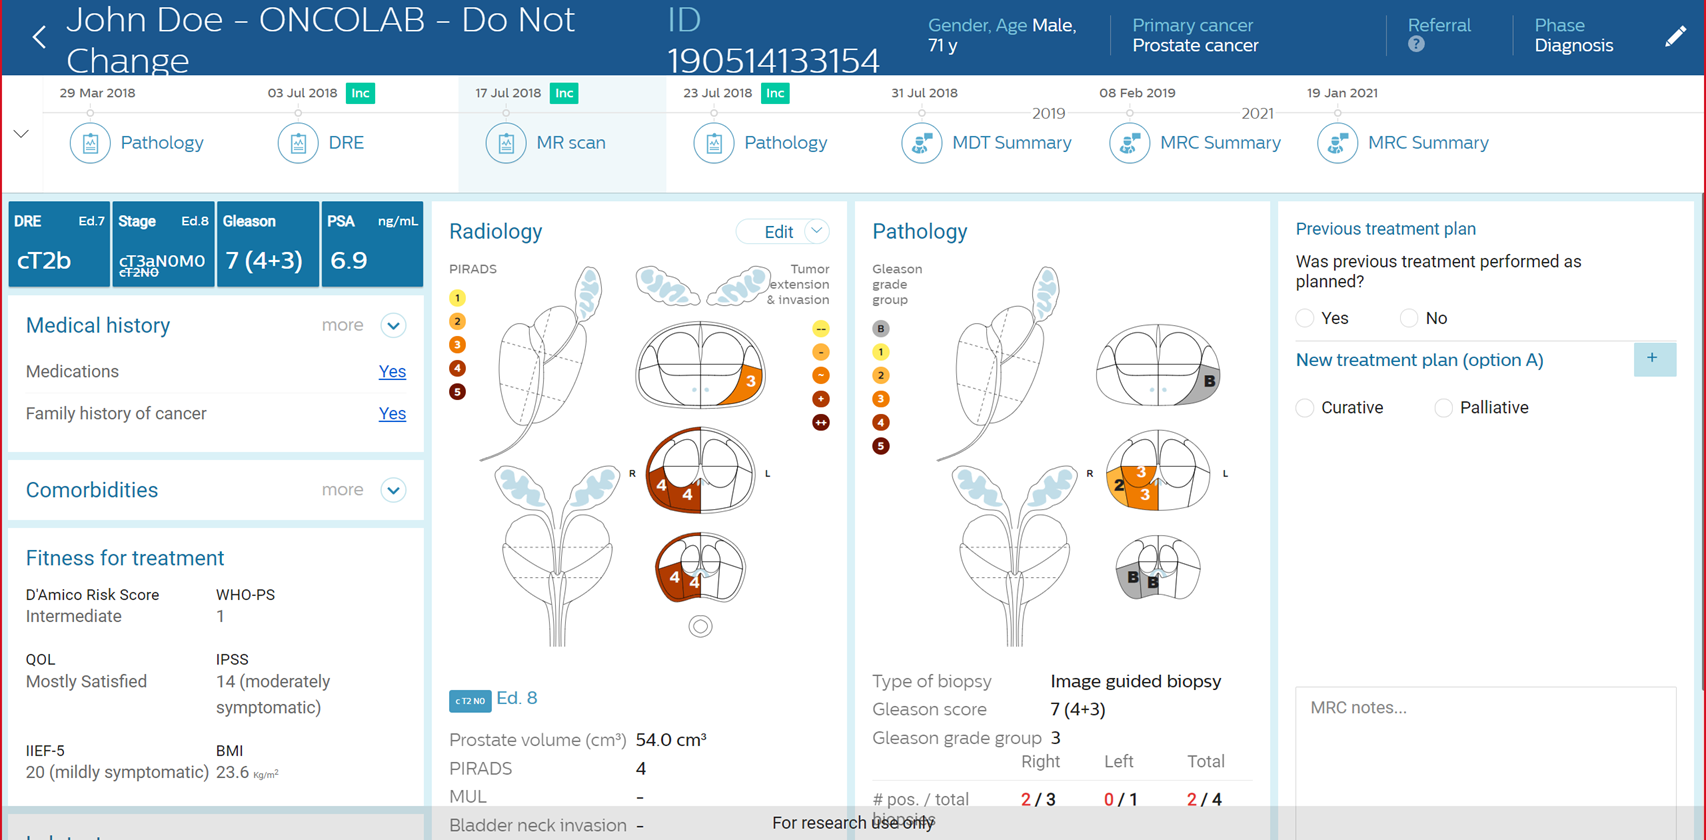 John Doe - ONCOLAB - Do Not
Change
ID
190514133154
Gender, Age Male,
71 y
Primary cancer
Prostate cancer
Referral
?
Phase
Diagnosis
29 Mar 2018
03 Jul 2018 Inc
17 Jul 2018 Inc
23 Jul 2018 Inc
31 Jul 2018
2019
08 Feb 2019
2021
19 Jan 2021
Pathology
DRE
MR scan
Pathology
MDT Summary
MRC Summary
MRC Summary
DRE Ed.7
cT2b
Stage Ed.8
cT3aN0M0
cT2N0
Gleason
7 (4+3)
PSA ng/mL
6.9
Medical history more
Medications Yes
Family history of cancer Yes
Comorbidities more
Fitness for treatment
D'Amico Risk Score
Intermediate
WHO-PS
1
QOL
Mostly Satisfied
IPSS
14 (moderately
symptomatic)
IIEF-5
20 (mildly symptomatic)
BMI
23.6 Kg/m²
Radiology
Edit
PIRADS
1
2
3
4
5
Tumor
extension
& invasion
--
-
~
+
++
3
R
L
4
4
4
4
cT2 N0 Ed. 8
Prostate volume (cm³) 54.0 cm³
PIRADS 4
MUL -
Bladder neck invasion -
Pathology
Gleason
grade
group
B
1
2
3
4
5
B
R
L
3
2
3
B
B
Type of biopsy Image guided biopsy
Gleason score 7 (4+3)
Gleason grade group 3
Right Left Total
# pos. / total 2 / 3 0 / 1 2 / 4
biopsies
Previous treatment plan
Was previous treatment performed as
planned?
Yes No
New treatment plan (option A) +
Curative Palliative
MRC notes...
For research use only